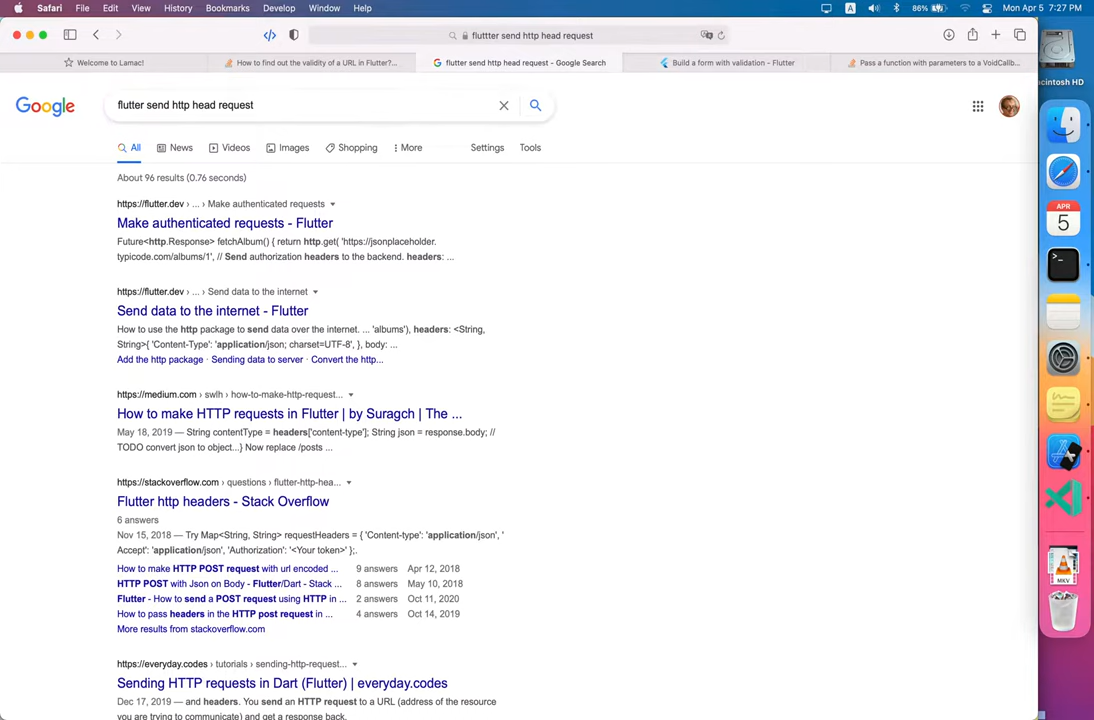 Safari File Edit View History Bookmarks Develop Window Help A 86% Mon Apr 5 7:27 PM
fluttter send http head request
Welcome to Lamac! How to find out the validity of a URL in Flutter?... flutter send http head request - Google Search Build a form with validation - Flutter Pass a function with parameters to a VoidCallb...
Google flutter send http head request
All News Videos Images Shopping More Settings Tools
About 96 results (0.76 seconds)
https://flutter.dev › ... › Make authenticated requests
Make authenticated requests - Flutter
Future<http.Response> fetchAlbum() { return http.get( 'https://jsonplaceholder.
typicode.com/albums/1', // Send authorization headers to the backend. headers: ...
https://flutter.dev › ... › Send data to the internet
Send data to the internet - Flutter
How to use the http package to send data over the internet. ... 'albums'), headers: <String,
String>{ 'Content-Type': 'application/json; charset=UTF-8', }, body: ...
Add the http package · Sending data to server · Convert the http...
https://medium.com › swlh › how-to-make-http-request...
How to make HTTP requests in Flutter | by Suragch | The ...
May 18, 2019 — String contentType = headers['content-type']; String json = response.body; //
TODO convert json to object...} Now replace /posts ...
https://stackoverflow.com › questions › flutter-http-hea...
Flutter http headers - Stack Overflow
6 answers
Nov 15, 2018 — Try Map<String, String> requestHeaders = { 'Content-type': 'application/json', '
Accept': 'application/json', 'Authorization': '<Your token>' };.
How to make HTTP POST request with url encoded ... 9 answers Apr 12, 2018
HTTP POST with Json on Body - Flutter/Dart - Stack ... 8 answers May 10, 2018
Flutter - How to send a POST request using HTTP in ... 2 answers Oct 11, 2020
How to pass headers in the HTTP post request in ... 4 answers Oct 14, 2019
More results from stackoverflow.com
https://everyday.codes › tutorials › sending-http-request...
Sending HTTP requests in Dart (Flutter) | everyday.codes
Dec 17, 2019 — and headers. You send an HTTP request to a URL (address of the resource
you are trying to communicate) and get a response back.
acintosh HD
APR
5
MKV